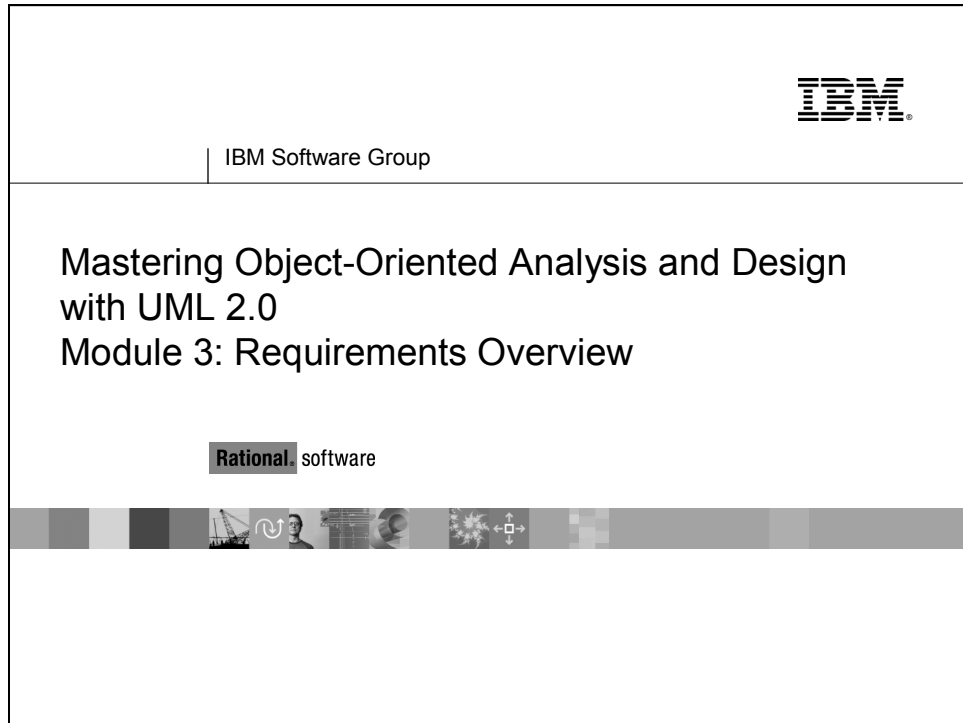 IBM®
IBM Software Group
Mastering Object-Oriented Analysis and Design
with UML 2.0
Module 3: Requirements Overview
Rational® software